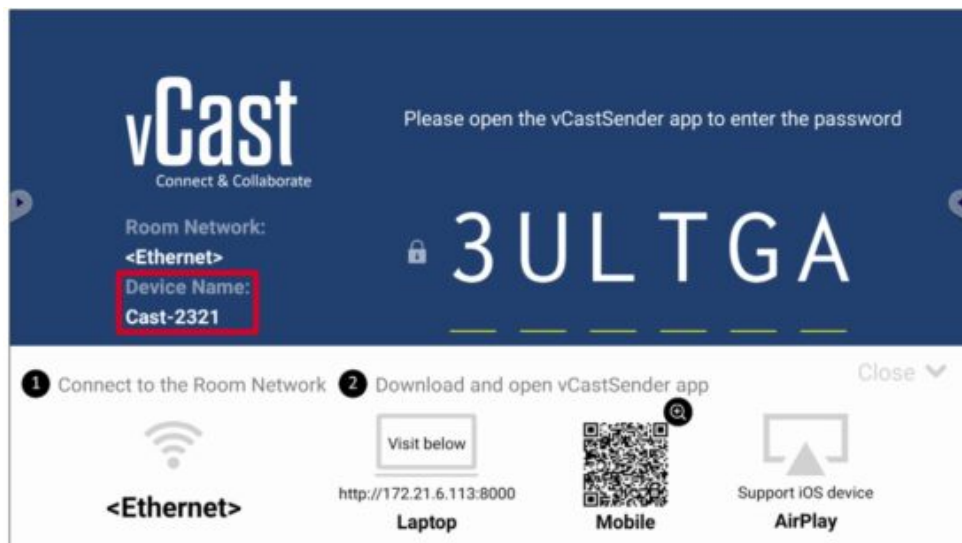 vCast
Connect & Collaborate
Please open the vCastSender app to enter the password
Room Network:
<Ethernet>
Device Name:
Cast-2321
3ULTGA
1 Connect to the Room Network
2 Download and open vCastSender app
Close
<Ethernet>
Visit below
http://172.21.6.113:8000
Laptop
Mobile
Support iOS device
AirPlay